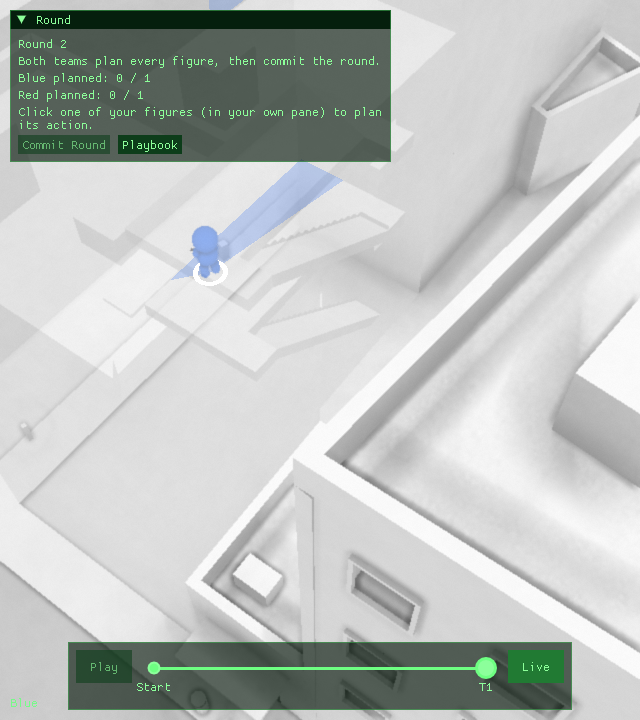 Round
Round 2
Both teams plan every figure, then commit the round.
Blue planned: 0 / 1
Red planned: 0 / 1
Click one of your figures (in your own pane) to plan
its action.
Commit Round
Playbook
Play
Live
Start
T1